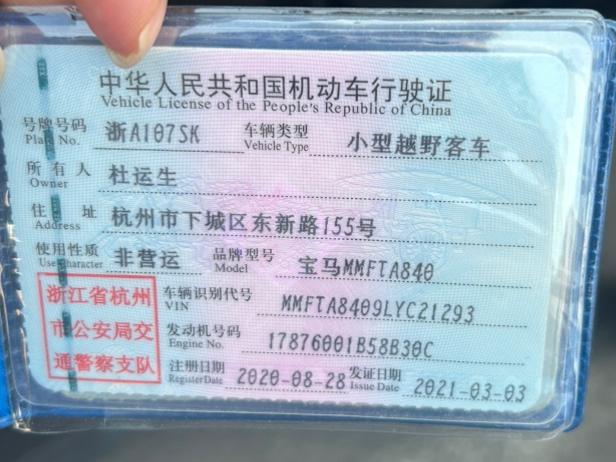 中华人民共和国机动车行驶证
Vehicle License of the People's Republic of China
号牌号码 浙A107SK 车辆类型 小型越野客车
Plate No. Vehicle Type
所有人 杜运生
Owner
住址 杭州市下城区东新路155号
Address
使用性质 非营运 品牌型号 宝马MMFTA840
Use Character Model
浙江省杭州 车辆识别代号 MMFTA8409LYC21293
VIN
市公安局交 发动机号码 17876001B58B30C
Engine No.
通警察支队 注册日期 2020-08-28 发证日期 2021-03-03
Register Date Issue Date